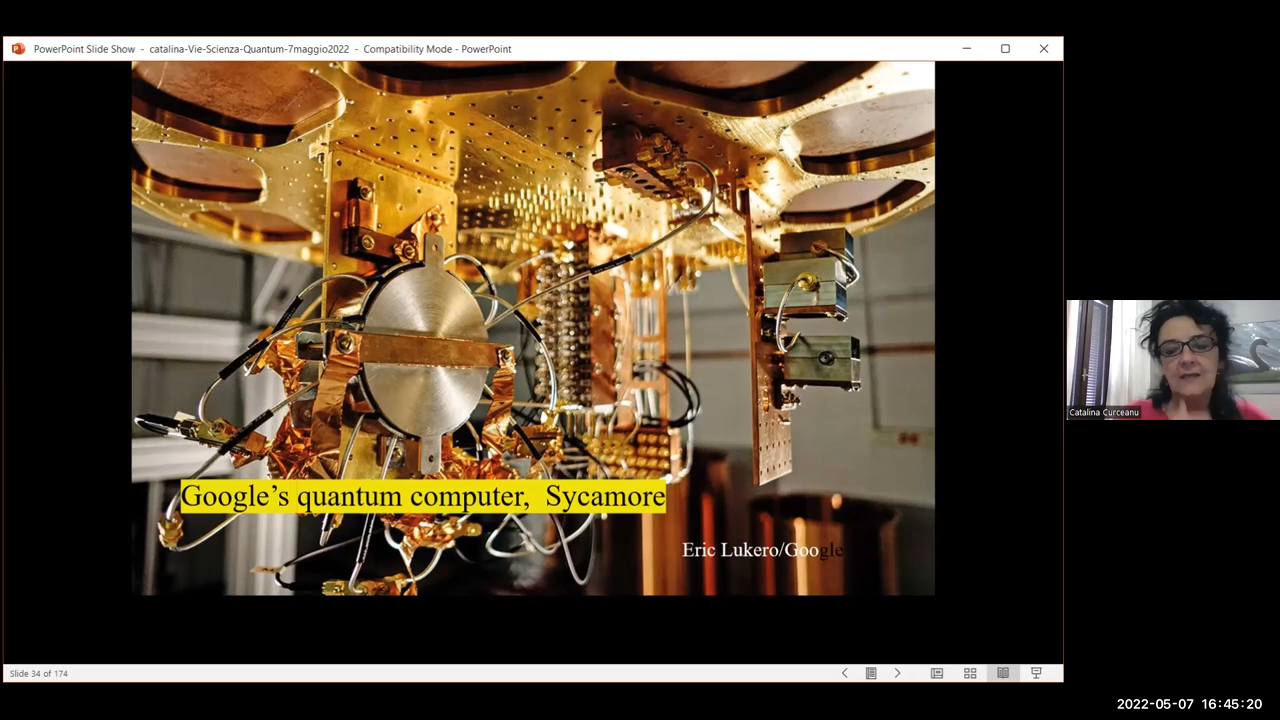 PowerPoint Slide Show - catalina-Vie-Scienza-Quantum-7maggio2022 - Compatibility Mode - PowerPoint
Google's quantum computer, Sycamore
Eric Lukero/Google
Catalina Curceanu
Slide 34 of 174
2022-05-07 16:45:20